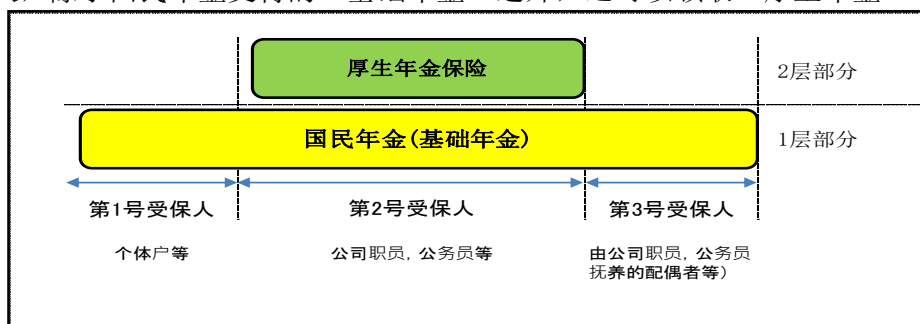 厚生年金保险
2层部分
国民年金(基础年金)
1层部分
第1号受保人
第2号受保人
第3号受保人
个体户等
公司职员, 公务员等
由公司职员, 公务员
抚养的配偶者等)